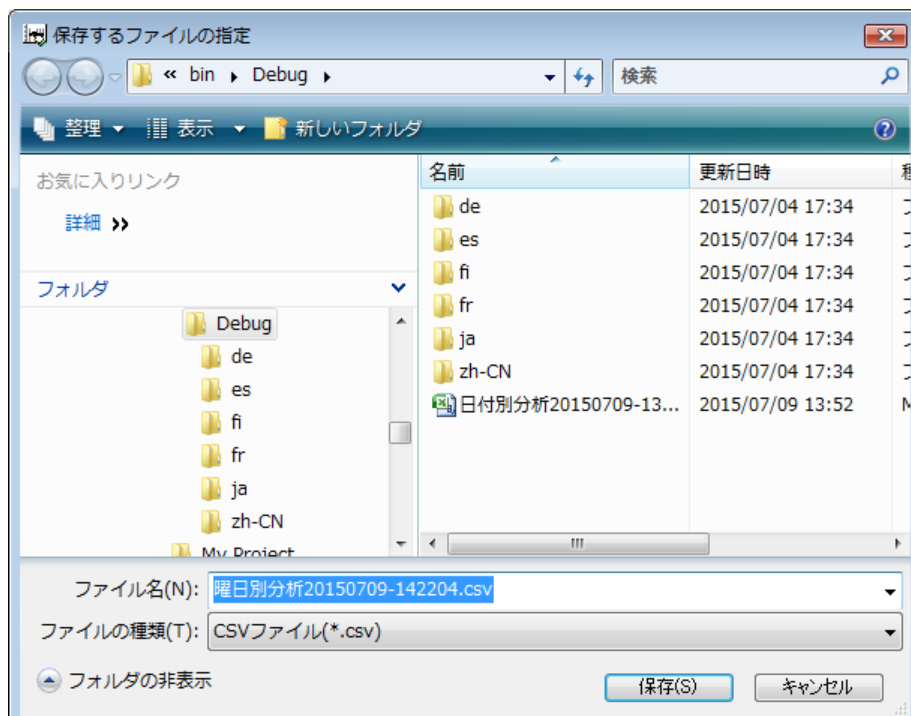 保存するファイルの指定
« bin Debug
検索
整理 表示 新しいフォルダ
お気に入りリンク
詳細 »
フォルダ
Debug
de
es
fi
fr
ja
zh-CN
My Project
名前 更新日時
de 2015/07/04 17:34
es 2015/07/04 17:34
fi 2015/07/04 17:34
fr 2015/07/04 17:34
ja 2015/07/04 17:34
zh-CN 2015/07/04 17:34
日付別分析20150709-13... 2015/07/09 13:52
ファイル名(N): 曜日別分析20150709-142204.csv
ファイルの種類(T): CSVファイル(*.csv)
フォルダの非表示
保存(S) キャンセル